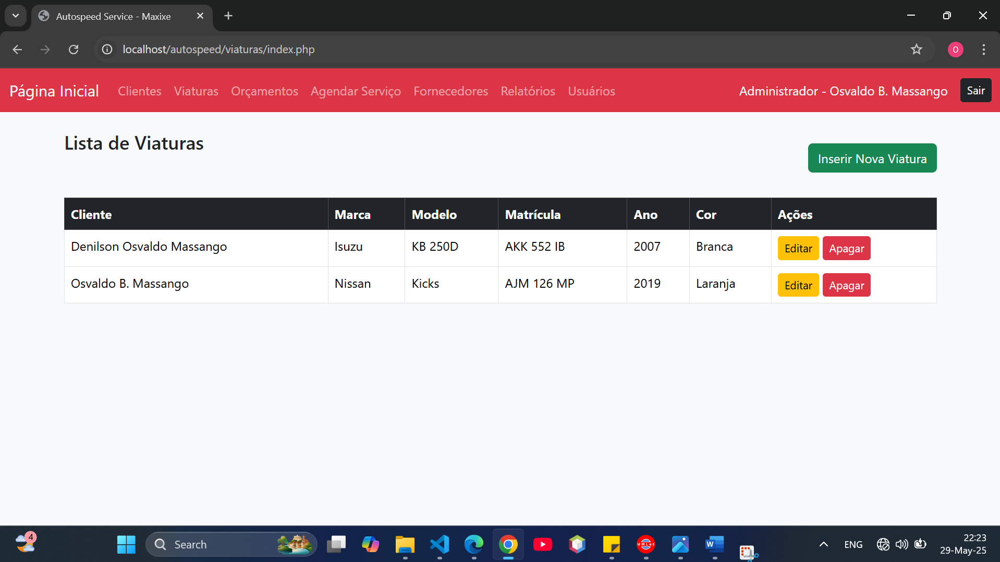 Autospeed Service - Maxixe
localhost/autospeed/viaturas/index.php
O
Página Inicial Clientes Viaturas Orçamentos Agendar Serviço Fornecedores Relatórios Usuários Administrador - Osvaldo B. Massango Sair
Lista de Viaturas
Inserir Nova Viatura
Cliente Marca Modelo Matrícula Ano Cor Ações
Denilson Osvaldo Massango Isuzu KB 250D AKK 552 IB 2007 Branca Editar Apagar
Osvaldo B. Massango Nissan Kicks AJM 126 MP 2019 Laranja Editar Apagar
4
Search
UMLet
W
ENG
22:23
29-May-25